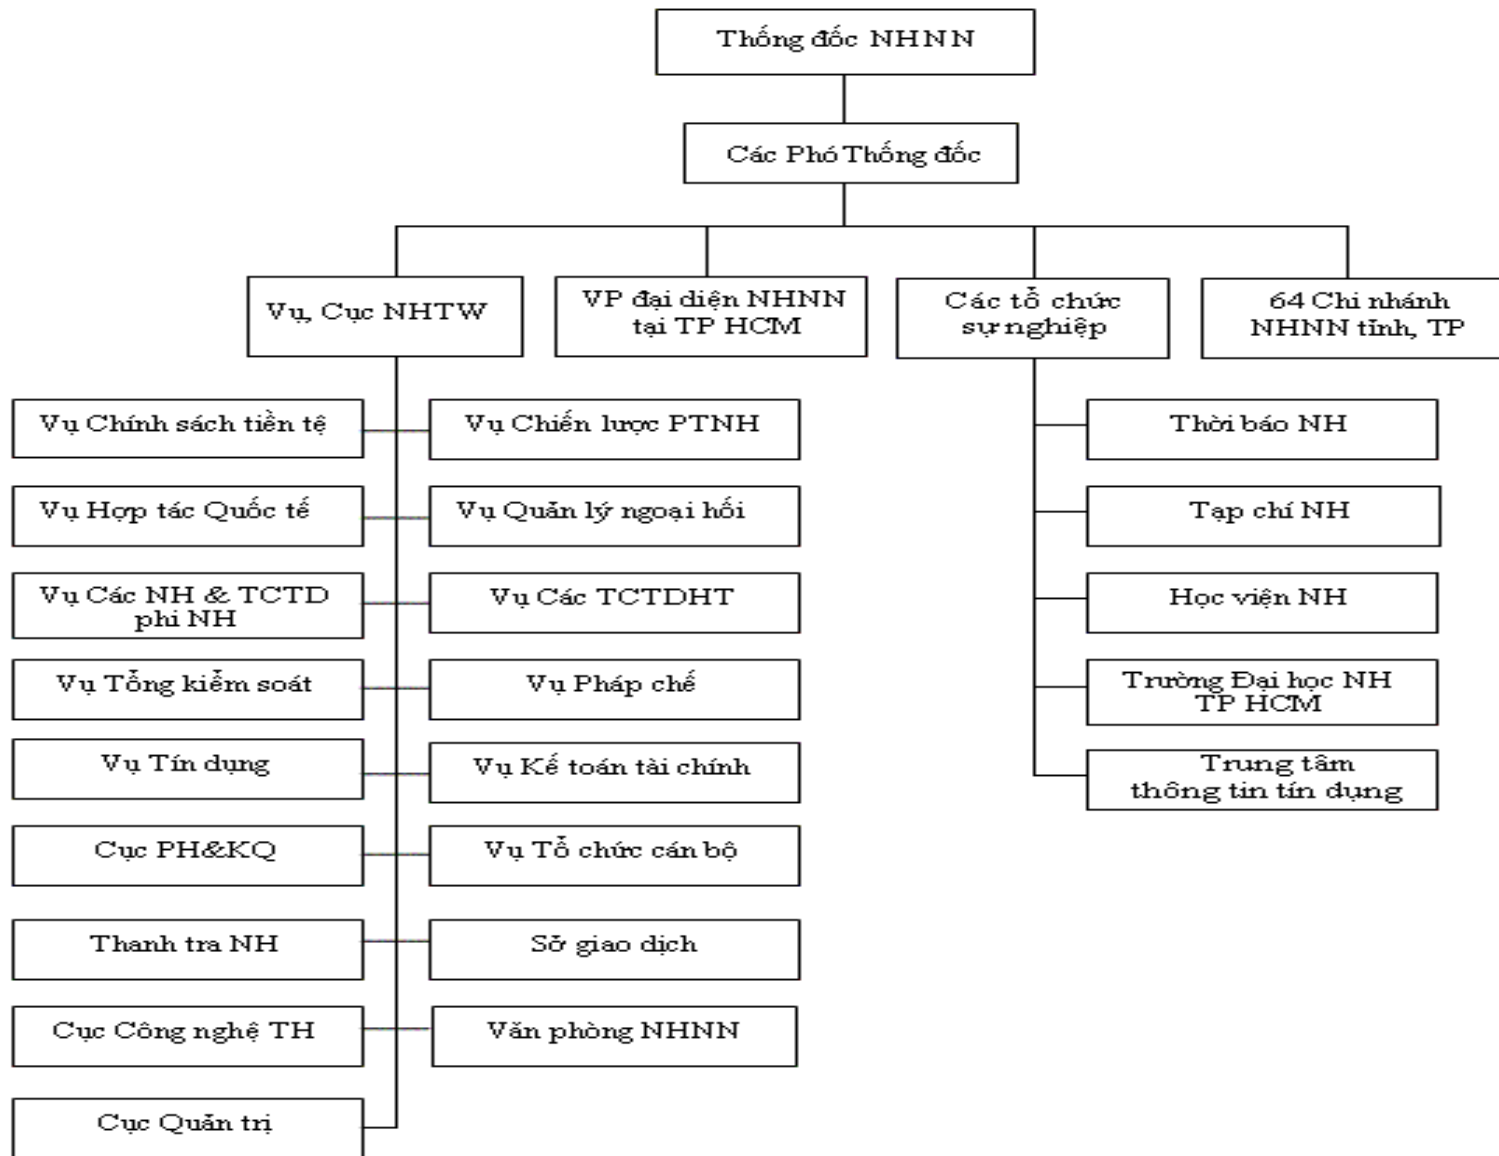 Thống đốc NHNN
Các Phó Thống đốc
Vụ, Cục NHTW
VP đại diện NHNN
tại TP HCM
Các tổ chức
sự nghiệp
64 Chi nhánh
NHNN tỉnh, TP
Vụ Chính sách tiền tệ
Vụ Chiến lược PTNH
Thời báo NH
Vụ Hợp tác Quốc tế
Vụ Quản lý ngoại hối
Tạp chí NH
Vụ Các NH & TCTD
phi NH
Vụ Các TCTDHT
Học viện NH
Vụ Tổng kiểm soát
Vụ Pháp chế
Trường Đại học NH
TP HCM
Vụ Tín dụng
Vụ Kế toán tài chính
Trung tâm
thông tin tín dụng
Cục PH&KQ
Vụ Tổ chức cán bộ
Thanh tra NH
Sở giao dịch
Cục Công nghệ TH
Văn phòng NHNN
Cục Quản trị